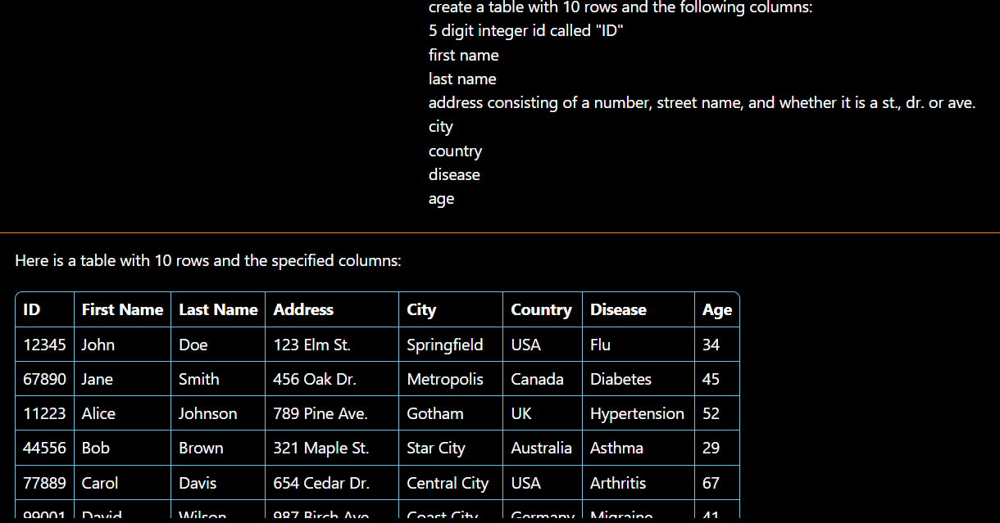 create a table with 10 rows and the following columns:
5 digit integer id called "ID"
first name
last name
address consisting of a number, street name, and whether it is a st., dr. or ave.
city
country
disease
age
Here is a table with 10 rows and the specified columns:
ID First Name Last Name Address City Country Disease Age
12345 John Doe 123 Elm St. Springfield USA Flu 34
67890 Jane Smith 456 Oak Dr. Metropolis Canada Diabetes 45
11223 Alice Johnson 789 Pine Ave. Gotham UK Hypertension 52
44556 Bob Brown 321 Maple St. Star City Australia Asthma 29
77889 Carol Davis 654 Cedar Dr. Central City USA Arthritis 67
99001 David Wilson 987 Birch Ave. Coast City Germany Migraine 41